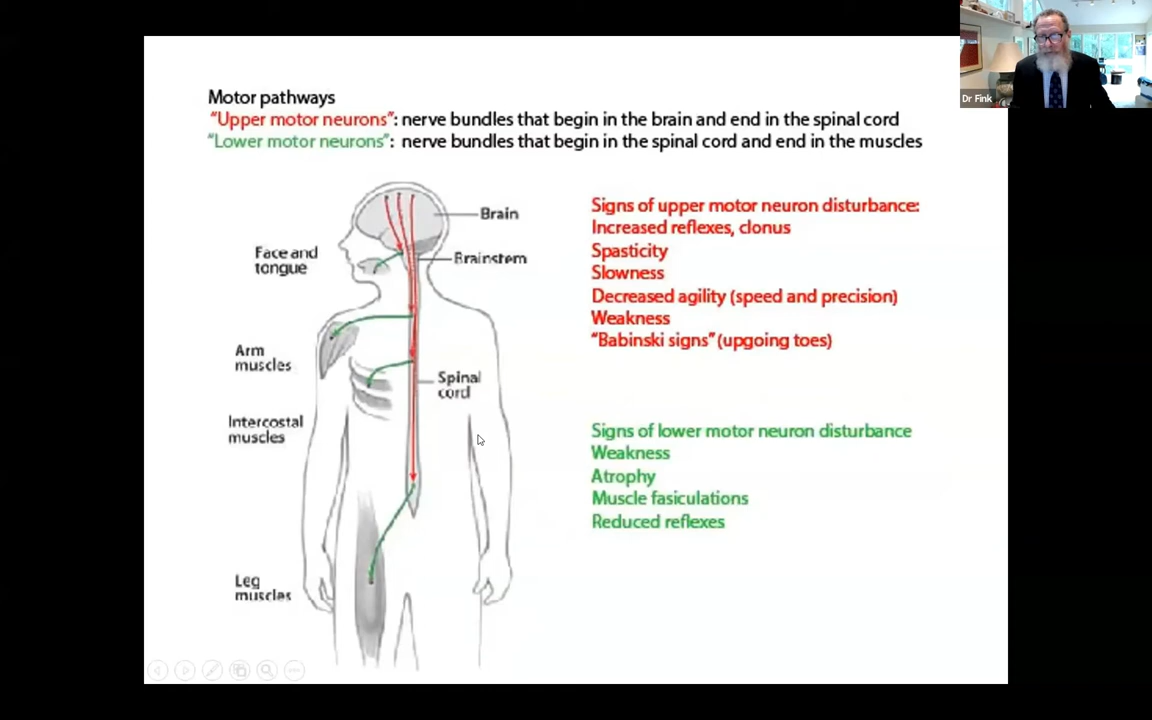 Dr Fink
Motor pathways
"Upper motor neurons": nerve bundles that begin in the brain and end in the spinal cord
"Lower motor neurons": nerve bundles that begin in the spinal cord and end in the muscles
Brain
Face and
tongue
Brainstem
Arm
muscles
Spinal
cord
Intercostal
muscles
Leg
muscles
Signs of upper motor neuron disturbance:
Increased reflexes, clonus
Spasticity
Slowness
Decreased agility (speed and precision)
Weakness
"Babinski signs" (upgoing toes)
Signs of lower motor neuron disturbance
Weakness
Atrophy
Muscle fasiculations
Reduced reflexes